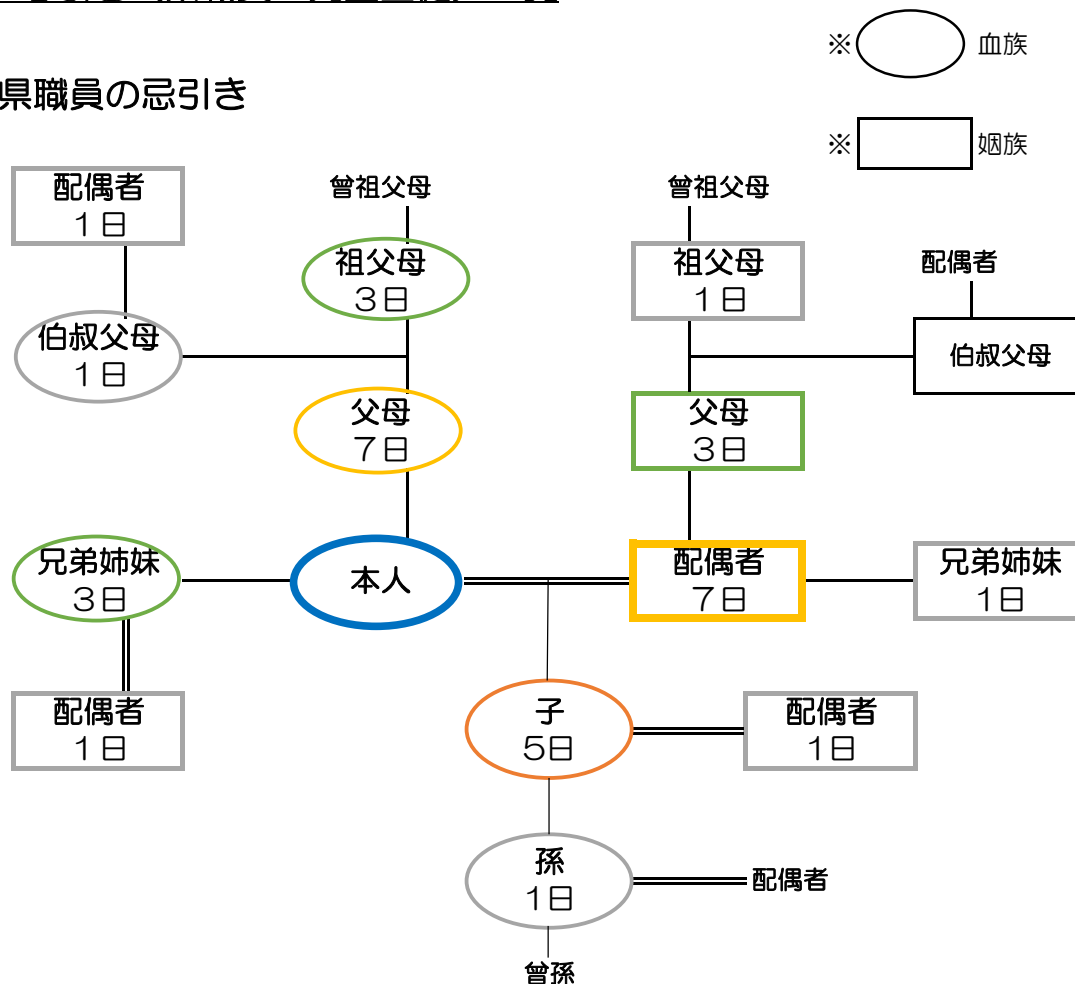 ※ 血族
県職員の忌引き
※ 姻族
配偶者
1日
曾祖父母
曾祖父母
祖父母
3日
祖父母
1日
配偶者
伯叔父母
1日
伯叔父母
父母
7日
父母
3日
兄弟姉妹
3日
本人
配偶者
7日
兄弟姉妹
1日
配偶者
1日
子
5日
配偶者
1日
孫
1日
配偶者
曾孫